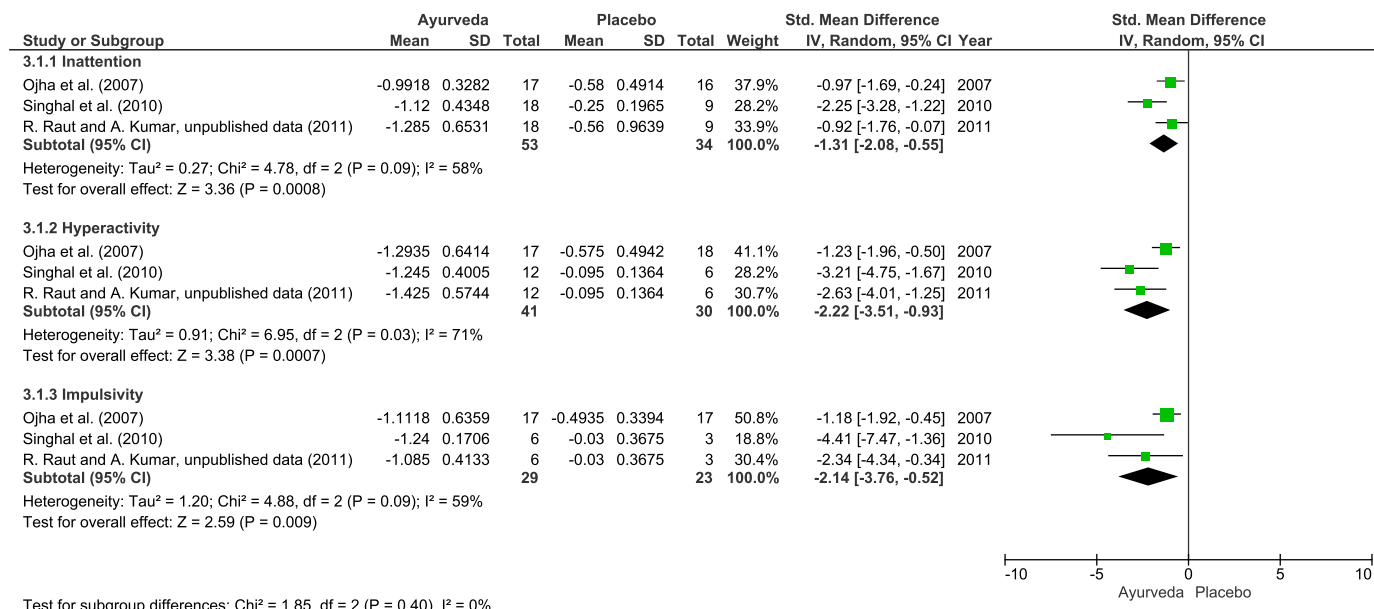 Ayurveda Placebo Std. Mean Difference Std. Mean Difference
Study or Subgroup Mean SD Total Mean SD Total Weight IV, Random, 95% CI Year IV, Random, 95% CI
3.1.1 Inattention
Ojha et al. (2007) -0.9918 0.3282 17 -0.58 0.4914 16 37.9% -0.97 [-1.69, -0.24] 2007
Singhal et al. (2010) -1.12 0.4348 18 -0.25 0.1965 9 28.2% -2.25 [-3.28, -1.22] 2010
R. Raut and A. Kumar, unpublished data (2011) -1.285 0.6531 18 -0.56 0.9639 9 33.9% -0.92 [-1.76, -0.07] 2011
Subtotal (95% CI) 53 34 100.0% -1.31 [-2.08, -0.55]
Heterogeneity: Tau² = 0.27; Chi² = 4.78, df = 2 (P = 0.09); I² = 58%
Test for overall effect: Z = 3.36 (P = 0.0008)
3.1.2 Hyperactivity
Ojha et al. (2007) -1.2935 0.6414 17 -0.575 0.4942 18 41.1% -1.23 [-1.96, -0.50] 2007
Singhal et al. (2010) -1.245 0.4005 12 -0.095 0.1364 6 28.2% -3.21 [-4.75, -1.67] 2010
R. Raut and A. Kumar, unpublished data (2011) -1.425 0.5744 12 -0.095 0.1364 6 30.7% -2.63 [-4.01, -1.25] 2011
Subtotal (95% CI) 41 30 100.0% -2.22 [-3.51, -0.93]
Heterogeneity: Tau² = 0.91; Chi² = 6.95, df = 2 (P = 0.03); I² = 71%
Test for overall effect: Z = 3.38 (P = 0.0007)
3.1.3 Impulsivity
Ojha et al. (2007) -1.1118 0.6359 17 -0.4935 0.3394 17 50.8% -1.18 [-1.92, -0.45] 2007
Singhal et al. (2010) -1.24 0.1706 6 -0.03 0.3675 3 18.8% -4.41 [-7.47, -1.36] 2010
R. Raut and A. Kumar, unpublished data (2011) -1.085 0.4133 6 -0.03 0.3675 3 30.4% -2.34 [-4.34, -0.34] 2011
Subtotal (95% CI) 29 23 100.0% -2.14 [-3.76, -0.52]
Heterogeneity: Tau² = 1.20; Chi² = 4.88, df = 2 (P = 0.09); I² = 59%
Test for overall effect: Z = 2.59 (P = 0.009)
-10 -5 0 5 10
Ayurveda Placebo
Test for subgroup differences: Chi² = 1.85, df = 2 (P = 0.40), I² = 0%